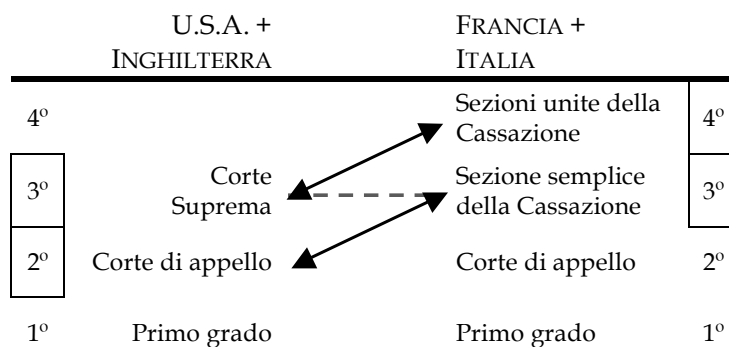 U.S.A. + FRANCIA +
INGHILTERRA ITALIA
4º Sezioni unite della Cassazione 4º
3º Corte Suprema Sezione semplice della Cassazione 3º
2º Corte di appello Corte di appello 2º
1º Primo grado Primo grado 1º